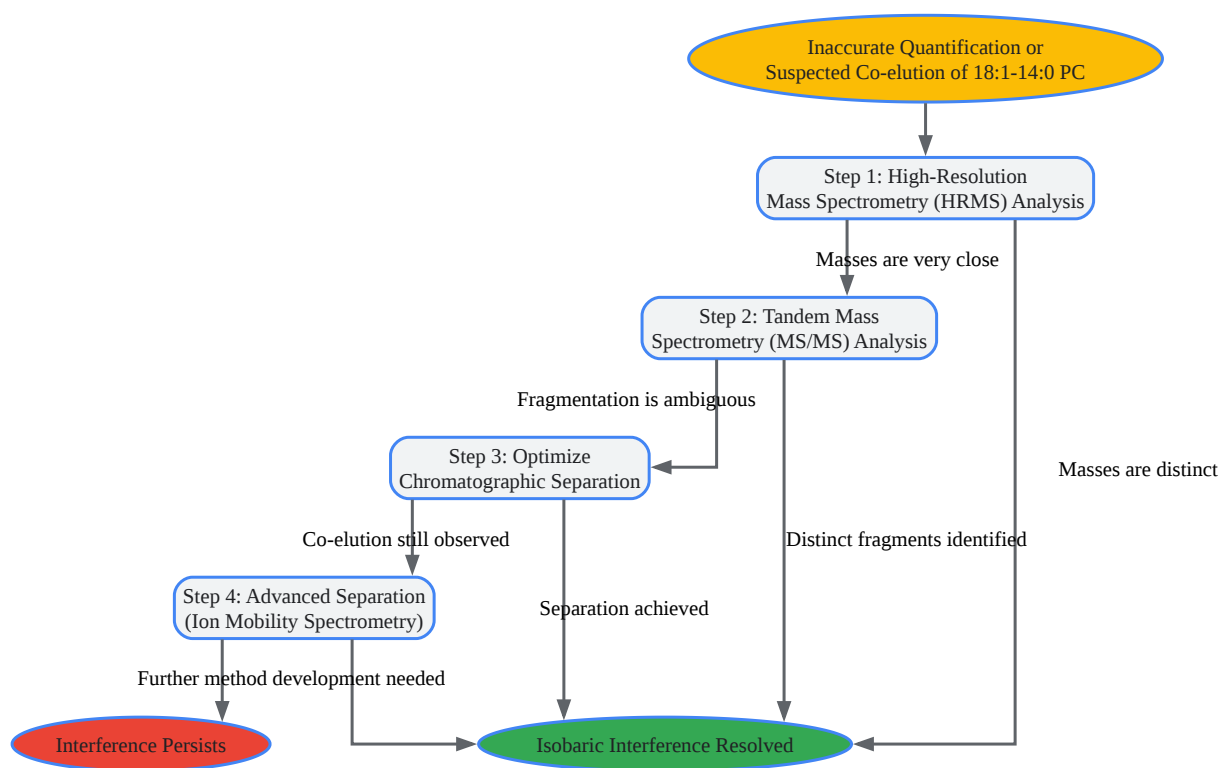 Inaccurate Quantification or
Suspected Co-elution of 18:1-14:0 PC
Step 1: High-Resolution
Mass Spectrometry (HRMS) Analysis
Masses are very close
Step 2: Tandem Mass
Spectrometry (MS/MS) Analysis
Fragmentation is ambiguous
Step 3: Optimize
Chromatographic Separation
Masses are distinct
Co-elution still observed
Distinct fragments identified
Step 4: Advanced Separation
(Ion Mobility Spectrometry)
Separation achieved
Further method development needed
Interference Persists
Isobaric Interference Resolved